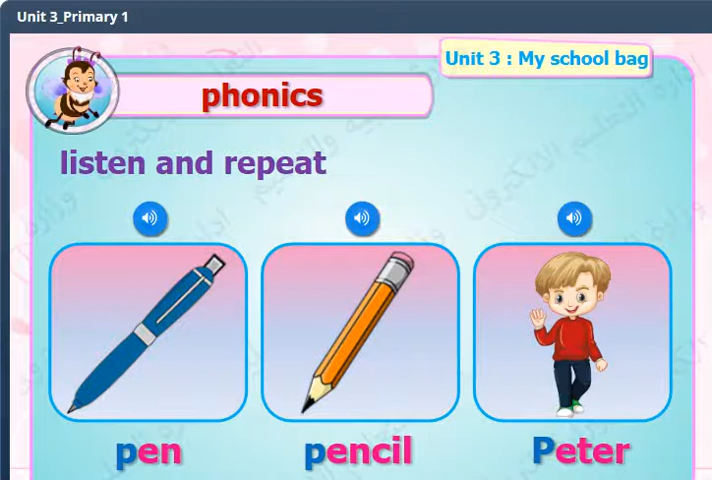 Unit 3_Primary 1
Unit 3 : My school bag
phonics
listen and repeat
pen pencil Peter